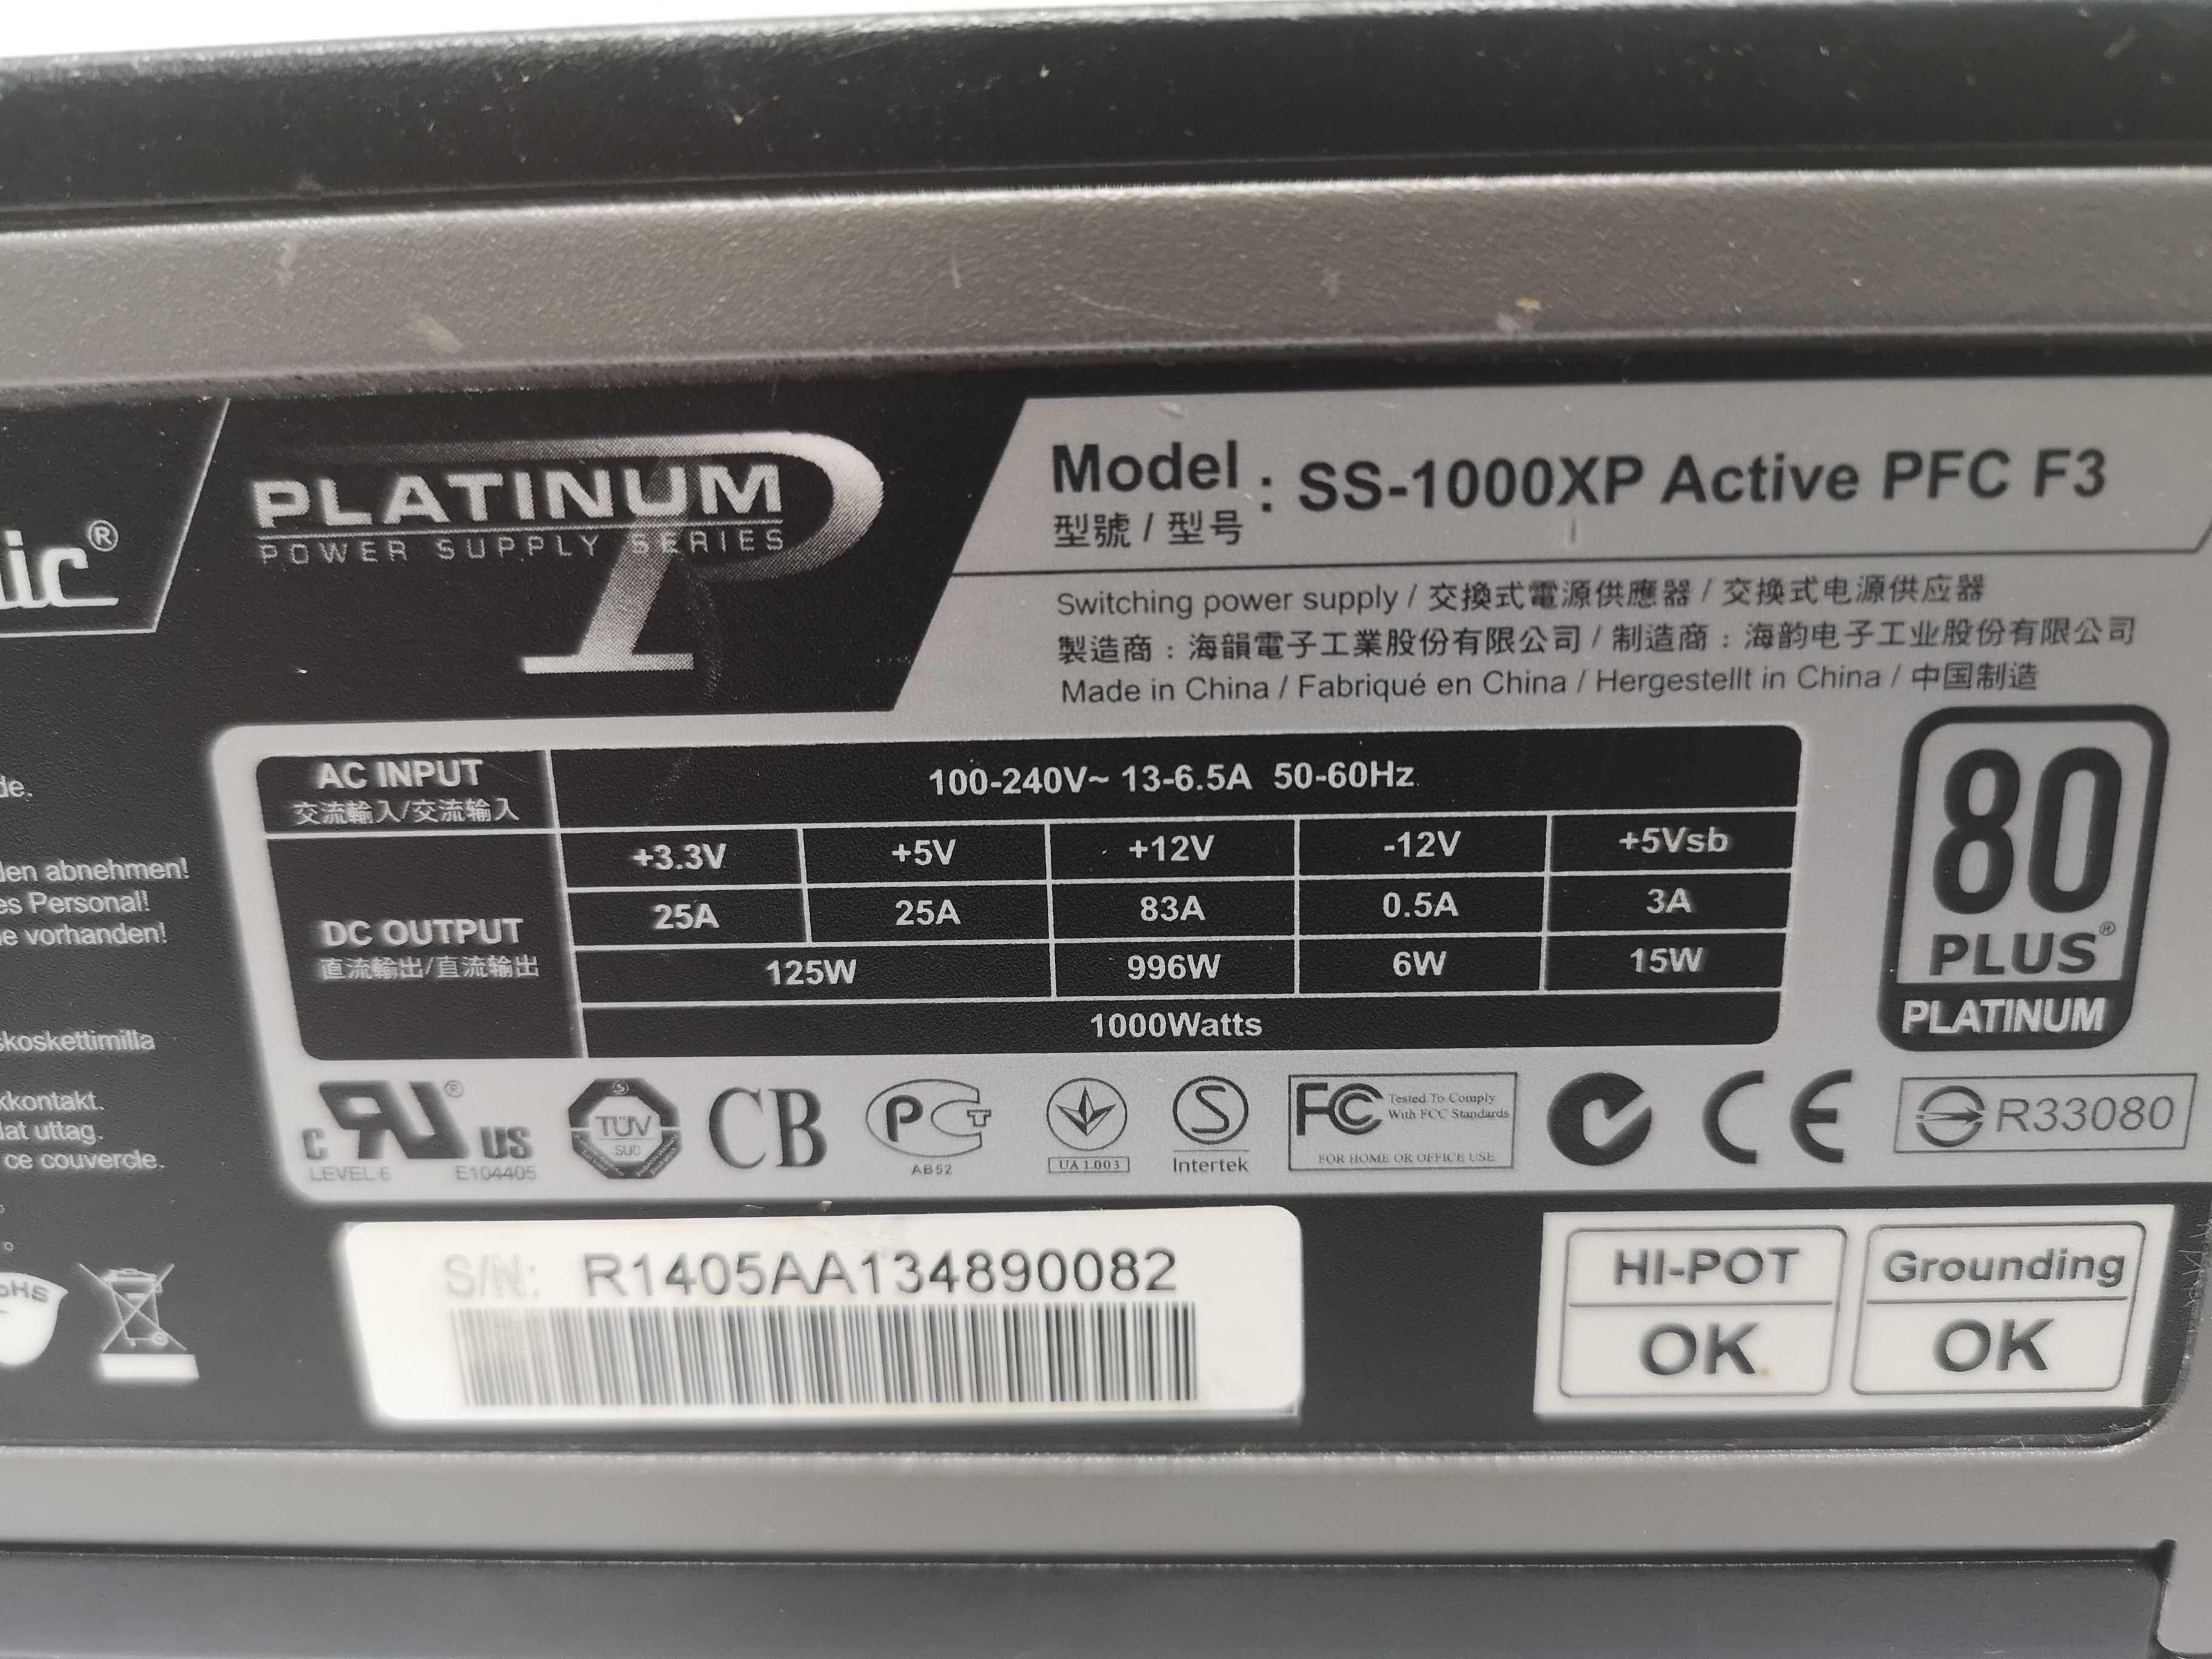 ic®
PLATINUM
POWER SUPPLY SERIES
Model : SS-1000XP Active PFC F3
型號 / 型号
Switching power supply / 交換式電源供應器 / 交换式电源供应器
製造商 : 海韻電子工業股份有限公司 / 制造商 : 海韵电子工业股份有限公司
Made in China / Fabriqué en China / Hergestellt in China / 中国制造
de.
den abnehmen!
es Personal!
e vorhanden!
skoskettimilla
kkontakt.
lat uttag.
ce couvercle.
AC INPUT 100-240V~ 13-6.5A 50-60Hz
交流輸入/交流输入
+3.3V +5V +12V -12V +5Vsb
25A 25A 83A 0.5A 3A
DC OUTPUT
直流輸出/直流输出
125W 996W 6W 15W
1000Watts
80
PLUS®
PLATINUM
c RU® US
LEVEL 6 E104405
TÜV
SUD
CB
PCT
AB52
UA 1.003
S
Intertek
FC Tested To Comply
With FCC Standards
FOR HOME OR OFFICE USE
CE
R33080
S/N: R1405AA134890082
HI-POT
OK
Grounding
OK
oHS